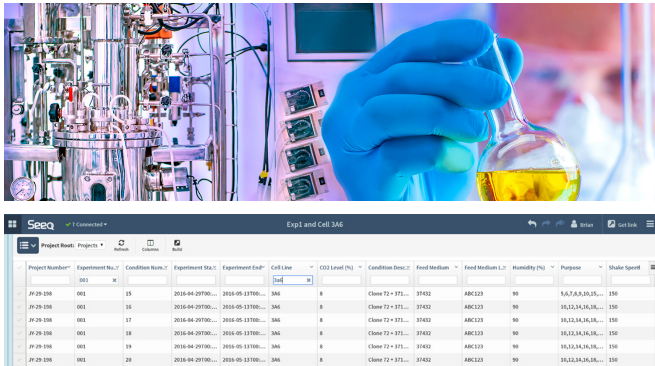 Seeq 7 Connected Exp1 and Cell 3A6 Brian Get link
Project Root: Projects Refresh Columns Build
Project Number Experiment Nu... Condition Num... Experiment Sta... Experiment End Cell Line CO2 Level (%) Condition Desc... Feed Medium Feed Medium L... Humidity (%) Purpose Shake Speed
001 3a6
JY-29-198 001 15 2016-04-29T00:... 2016-05-13T00:... 3A6 8 Clone 72 + 371... 37432 ABC123 90 5,6,7,8,9,10,15,... 150
JY-29-198 001 16 2016-04-29T00:... 2016-05-13T00:... 3A6 8 Clone 72 + 371... 37432 ABC123 90 10,12,14,16,18,... 150
JY-29-198 001 17 2016-04-29T00:... 2016-05-13T00:... 3A6 8 Clone 72 + 371... 37432 ABC123 90 10,12,14,16,18,... 150
JY-29-198 001 18 2016-04-29T00:... 2016-05-13T00:... 3A6 8 Clone 72 + 371... 37432 ABC123 90 10,12,14,16,18,... 150
JY-29-198 001 19 2016-04-29T00:... 2016-05-13T00:... 3A6 8 Clone 72 + 371... 37432 ABC123 90 10,12,14,16,18,... 150
JY-29-198 001 20 2016-04-29T00:... 2016-05-13T00:... 3A6 8 Clone 72 + 371... 37432 ABC123 90 10,12,14,16,18,... 150